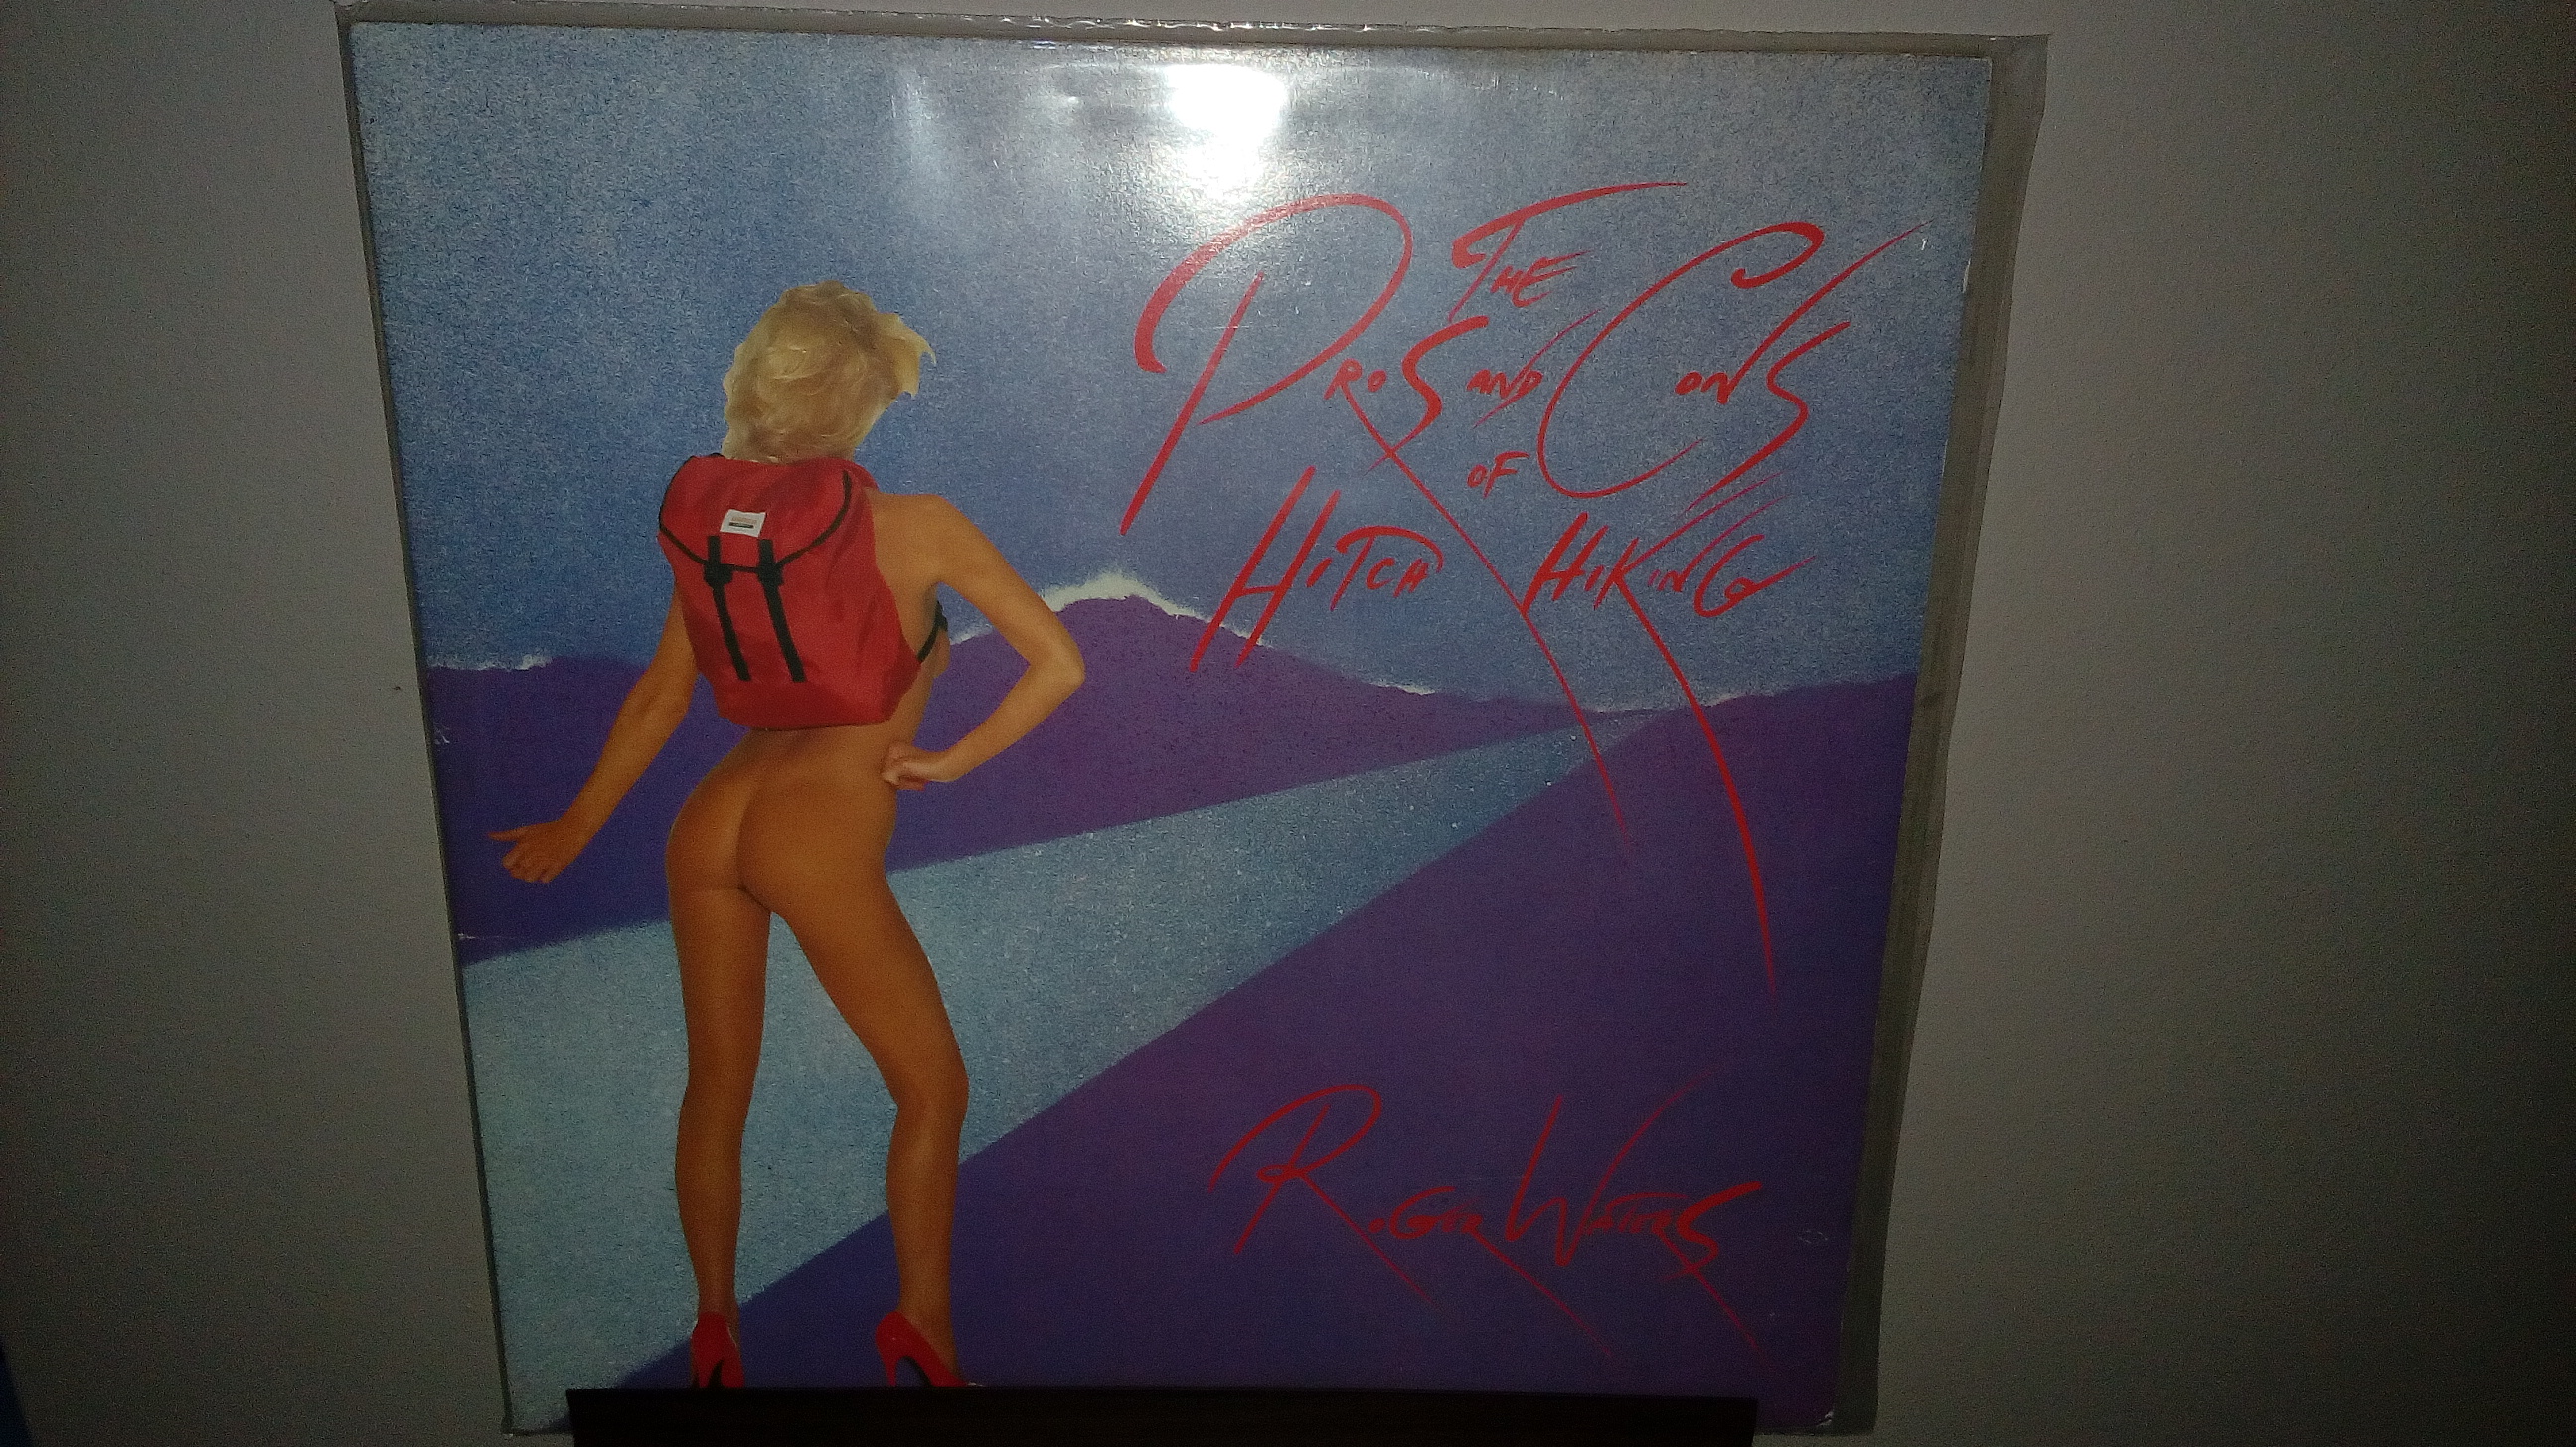 THE
PROS AND CONS
OF
HITCH HIKING
ROGER WATERS